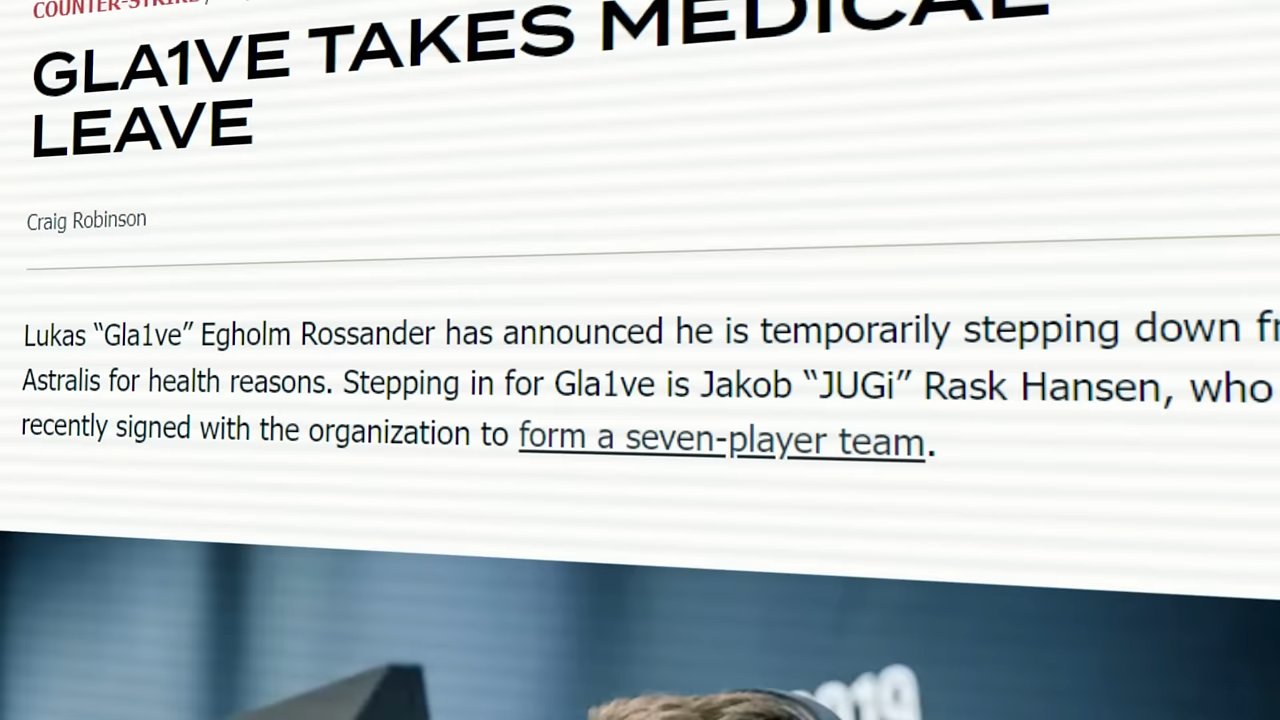 COUNTER-STRIKE /
GLA1VE TAKES MEDICAL
LEAVE
Craig Robinson
Lukas “Gla1ve” Egholm Rossander has announced he is temporarily stepping down
Astralis for health reasons. Stepping in for Gla1ve is Jakob “JUGi” Rask Hansen, who
recently signed with the organization to form a seven-player team.